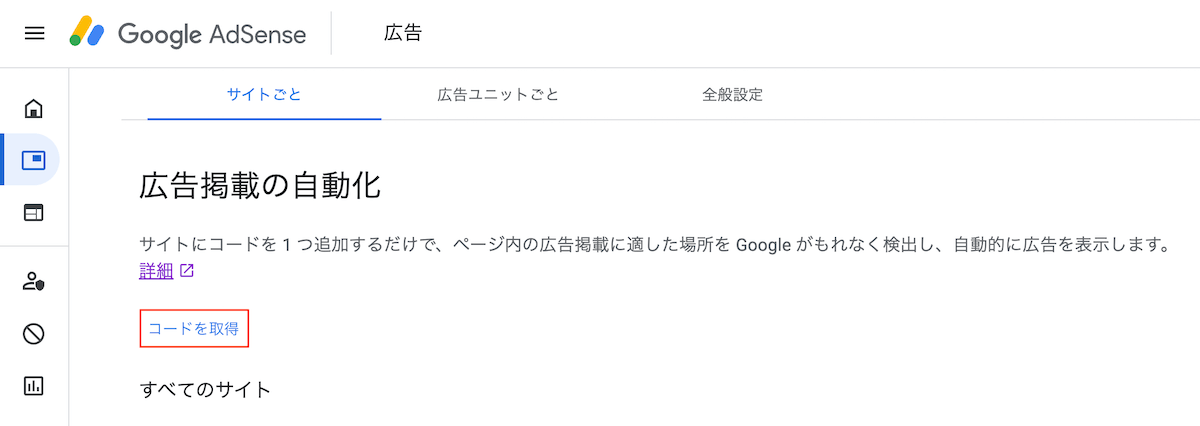 Google AdSense 広告
サイトごと 広告ユニットごと 全般設定
広告掲載の自動化
サイトにコードを 1 つ追加するだけで、ページ内の広告掲載に適した場所を Google がもれなく検出し、自動的に広告を表示します。
詳細
コードを取得
すべてのサイト